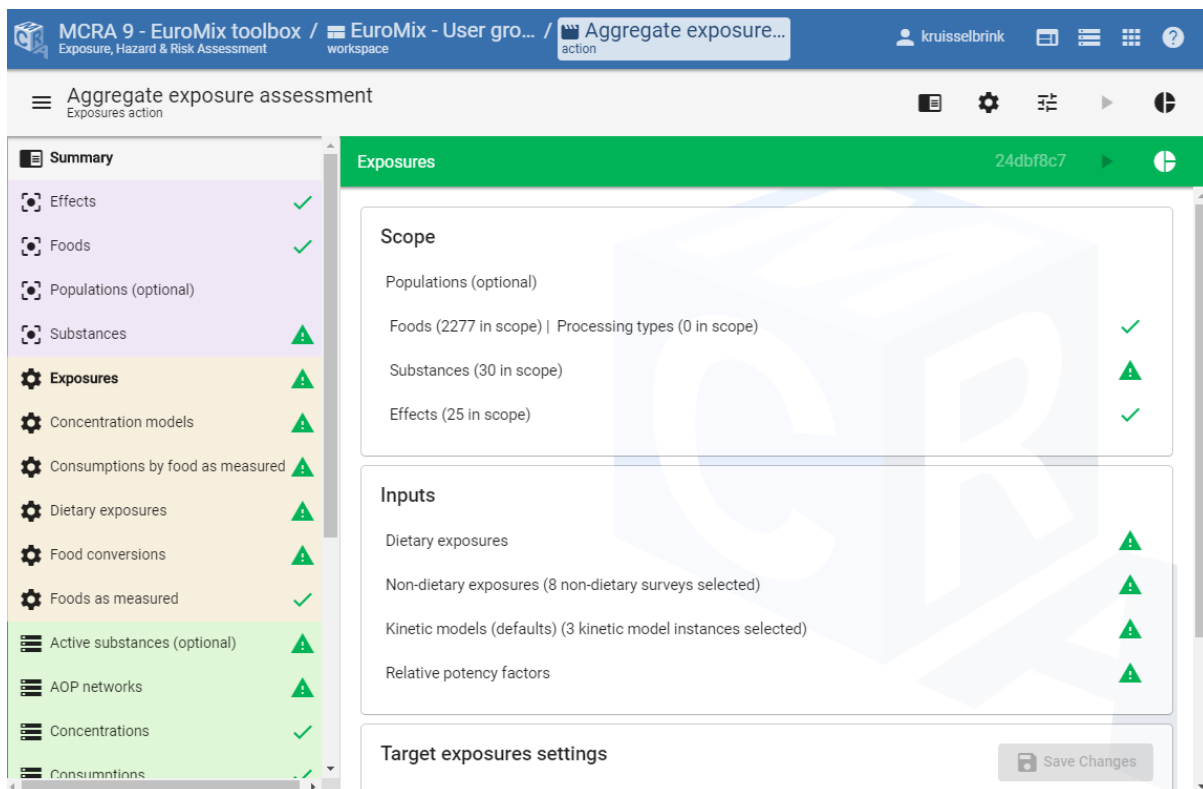 MCRA 9 - EuroMix toolbox / EuroMix - User gro... / Aggregate exposure...
Exposure, Hazard & Risk Assessment workspace action
kruisselbrink
Aggregate exposure assessment
Exposures action
Summary
Effects
Foods
Populations (optional)
Substances
Exposures
Concentration models
Consumptions by food as measured
Dietary exposures
Food conversions
Foods as measured
Active substances (optional)
AOP networks
Concentrations
Consumptions
Exposures 24dbf8c7
Scope
Populations (optional)
Foods (2277 in scope) | Processing types (0 in scope)
Substances (30 in scope)
Effects (25 in scope)
Inputs
Dietary exposures
Non-dietary exposures (8 non-dietary surveys selected)
Kinetic models (defaults) (3 kinetic model instances selected)
Relative potency factors
Target exposures settings
Save Changes